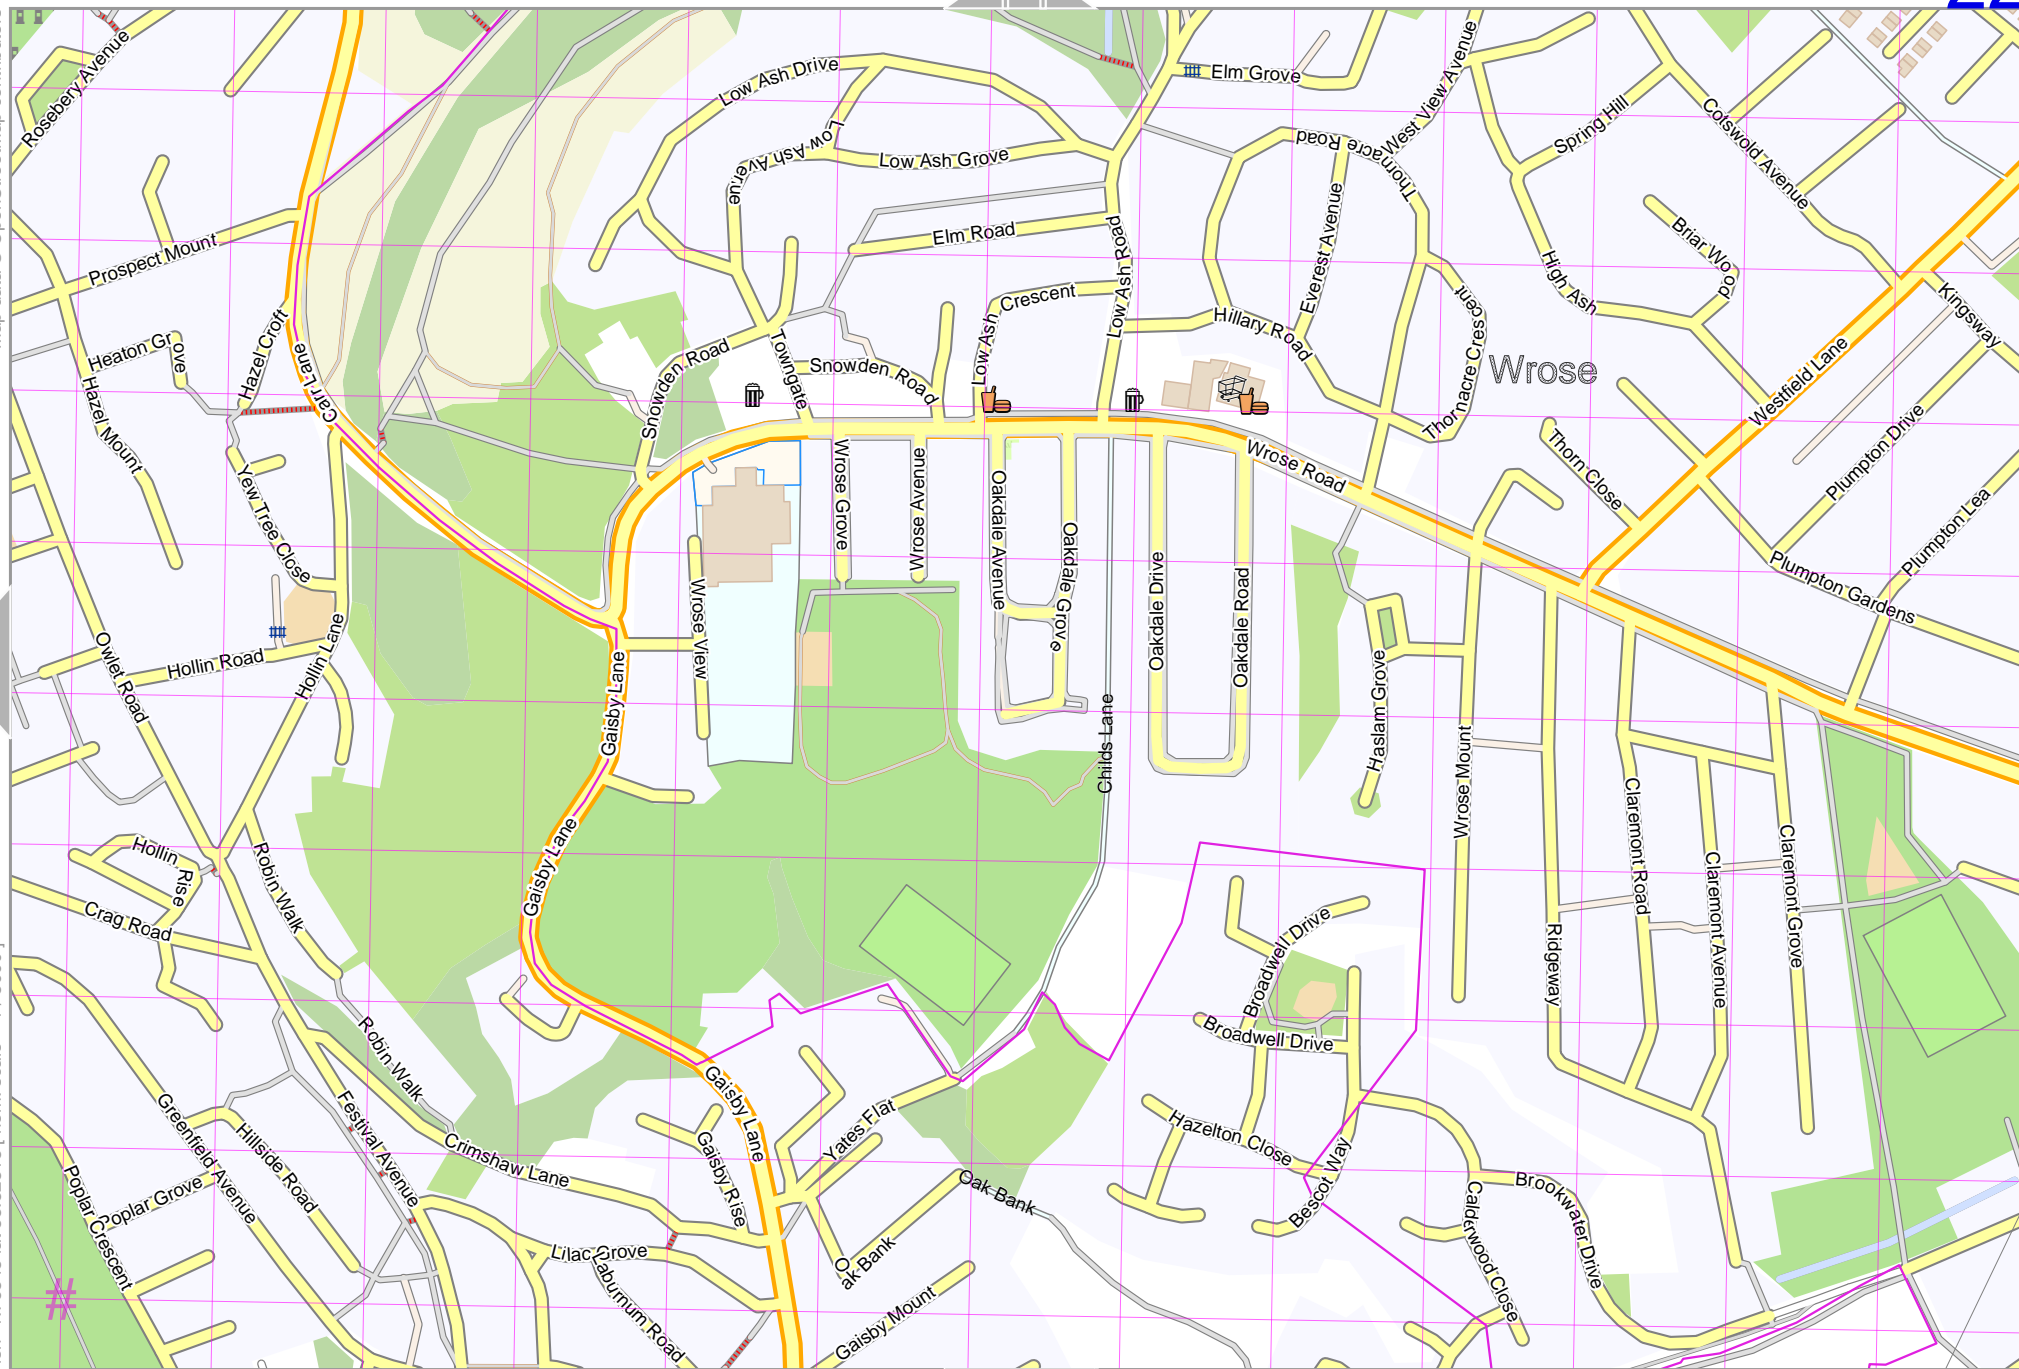 Rosebery Avenue
Low Ash Drive
Elm Grove
West View Avenue
Spring Hill
Cotswold Avenue
Low Ash Avenue
Low Ash Grove
Thornacre Road
Prospect Mount
Elm Road
Low Ash Road
Everest Avenue
Briar Wood
High Ash
Kingsway
Hazel Croft
Carr Lane
Heaton Grove
Hazel Mount
Snowden Road
Towngate
Snowden Road
Low Ash Crescent
Hillary Road
Thornacre Crescent
Wrose
Westfield Lane
Plumpton Drive
Thorn Close
Plumpton Lea
Plumpton Gardens
Yew Tree Close
Wrose Grove
Wrose Avenue
Oakdale Avenue
Oakdale Grove
Oakdale Drive
Oakdale Road
Wrose Road
Wrose View
Owlet Road
Hollin Road
Hollin Lane
Gaisby Lane
Childs Lane
Haslam Grove
Wrose Mount
Claremont Road
Claremont Avenue
Claremont Grove
Ridgeway
Hollin Rise
Crag Road
Robin Walk
Gaisby Lane
Broadwell Drive
Broadwell Drive
Robin Walk
Greenfield Avenue
Hillside Road
Festival Avenue
Crimshaw Lane
Gaisby Lane
Gaisby Rise
Yates Flat
Hazelton Close
Bescot Way
Calderwood Close
Brookwater Drive
Poplar Crescent
Poplar Grove
Lilac Grove
Laburnum Road
Oak Bank
Oak Bank
Gaisby Mount
#